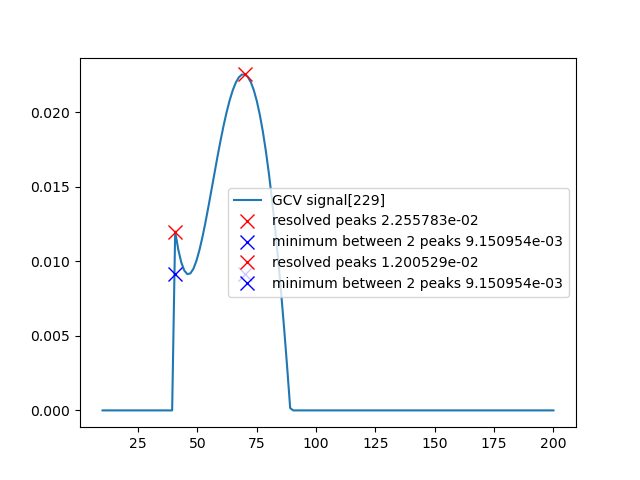 0.020
0.015
0.010
0.005
0.000
GCV signal[229]
resolved peaks 2.255783e-02
minimum between 2 peaks 9.150954e-03
resolved peaks 1.200529e-02
minimum between 2 peaks 9.150954e-03
25 50 75 100 125 150 175 200